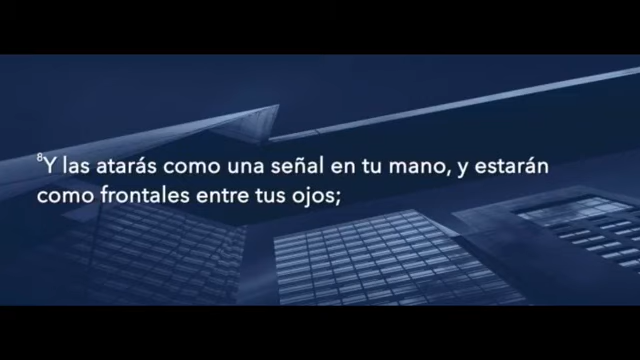 ⁸Y las atarás como una señal en tu mano, y estarán
como frontales entre tus ojos;